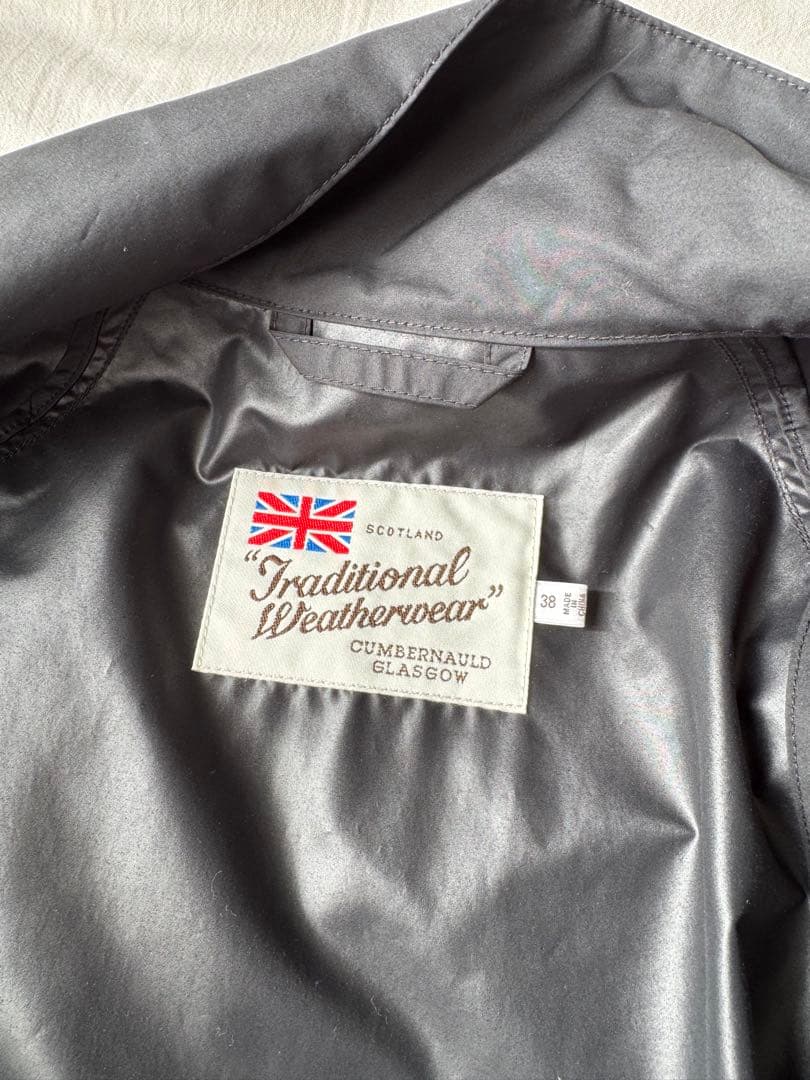 SCOTLAND
"Traditional
Weatherwear"
CUMBERNAULD
GLASGOW
38
MADE
IN
CHINA